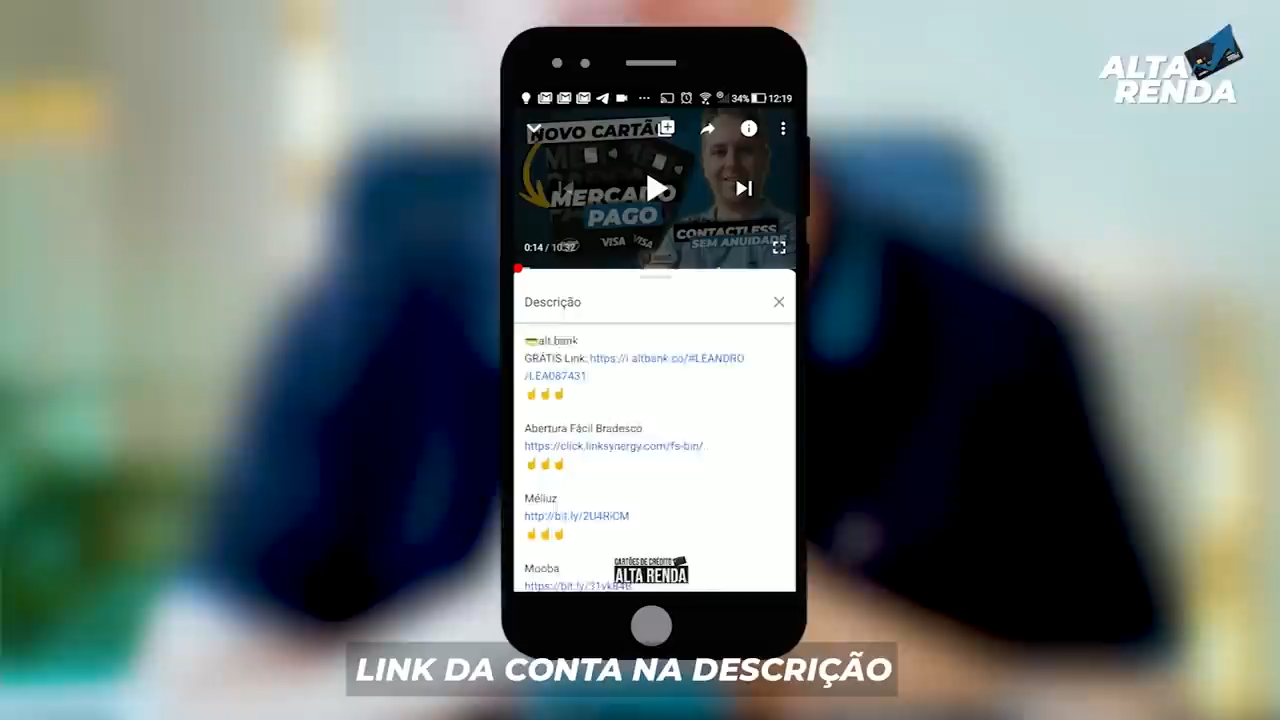 ALTA
RENDA
34% 12:19
NOVO CARTÃO
MERCADO
PAGO
VISA VISA
CONTACTLESS
SEM ANUIDADE
0:14 / 10:32
Descrição
alt.bank
GRÁTIS Link: https://i.altbank.co/#LEANDRO
/LEA087431
Abertura Fácil Bradesco
https://click.linksynergy.com/fs-bin/
Méliuz
http://bit.ly/2U4RiCM
Mooba
CARTÕES DE CRÉDITO
ALTA RENDA
LINK DA CONTA NA DESCRIÇÃO